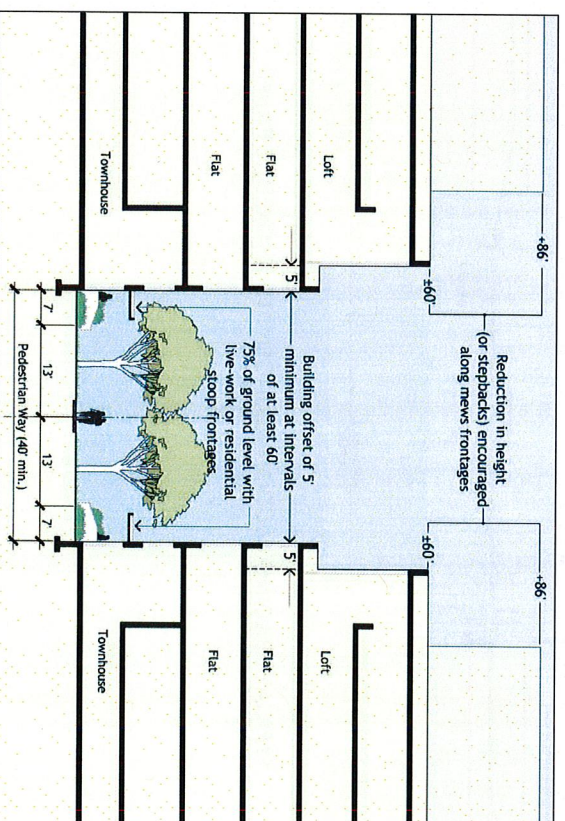 +86'
+86'
Reduction in height
(or stepbacks) encouraged
along mews frontages
±60'
±60'
Loft
Loft
Building offset of 5'
minimum at intervals
of at least 60'
5'
5'
Flat
Flat
75% of ground level with
live-work or residential
stoop frontages
Flat
Flat
Townhouse
Townhouse
7'
13'
13'
7'
Pedestrian Way (40' min.)